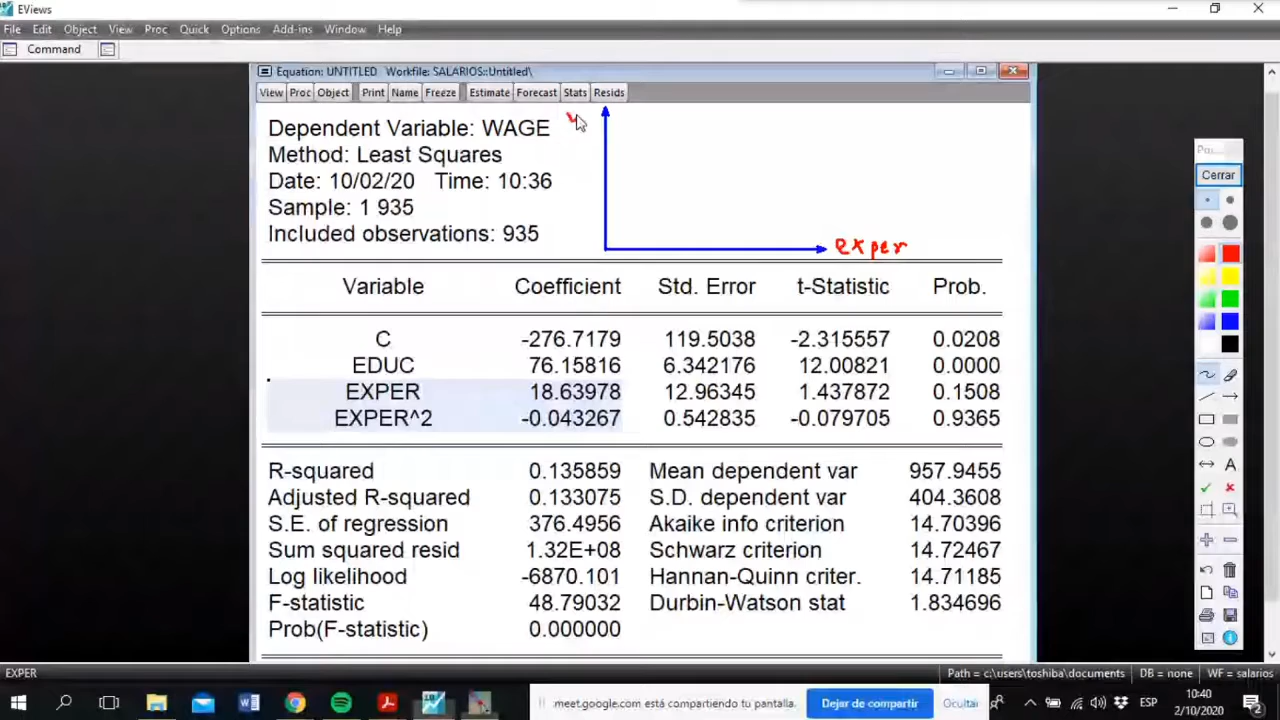 EViews
File Edit Object View Proc Quick Options Add-ins Window Help
Command
Equation: UNTITLED Workfile: SALARIOS::Untitled\
View Proc Object Print Name Freeze Estimate Forecast Stats Resids
Dependent Variable: WAGE
Method: Least Squares
Date: 10/02/20 Time: 10:36
Sample: 1 935
Included observations: 935
exper
Variable Coefficient Std. Error t-Statistic Prob.
C -276.7179 119.5038 -2.315557 0.0208
EDUC 76.15816 6.342176 12.00821 0.0000
EXPER 18.63978 12.96345 1.437872 0.1508
EXPER^2 -0.043267 0.542835 -0.079705 0.9365
R-squared 0.135859 Mean dependent var 957.9455
Adjusted R-squared 0.133075 S.D. dependent var 404.3608
S.E. of regression 376.4956 Akaike info criterion 14.70396
Sum squared resid 1.32E+08 Schwarz criterion 14.72467
Log likelihood -6870.101 Hannan-Quinn criter. 14.71185
F-statistic 48.79032 Durbin-Watson stat 1.834696
Prob(F-statistic) 0.000000
Po...
Cerrar
A
EXPER
Path = c:\users\toshiba\documents DB = none WF = salarios
meet.google.com está compartiendo tu pantalla.
Dejar de compartir
Ocultar
ESP
10:40
2/10/2020
2